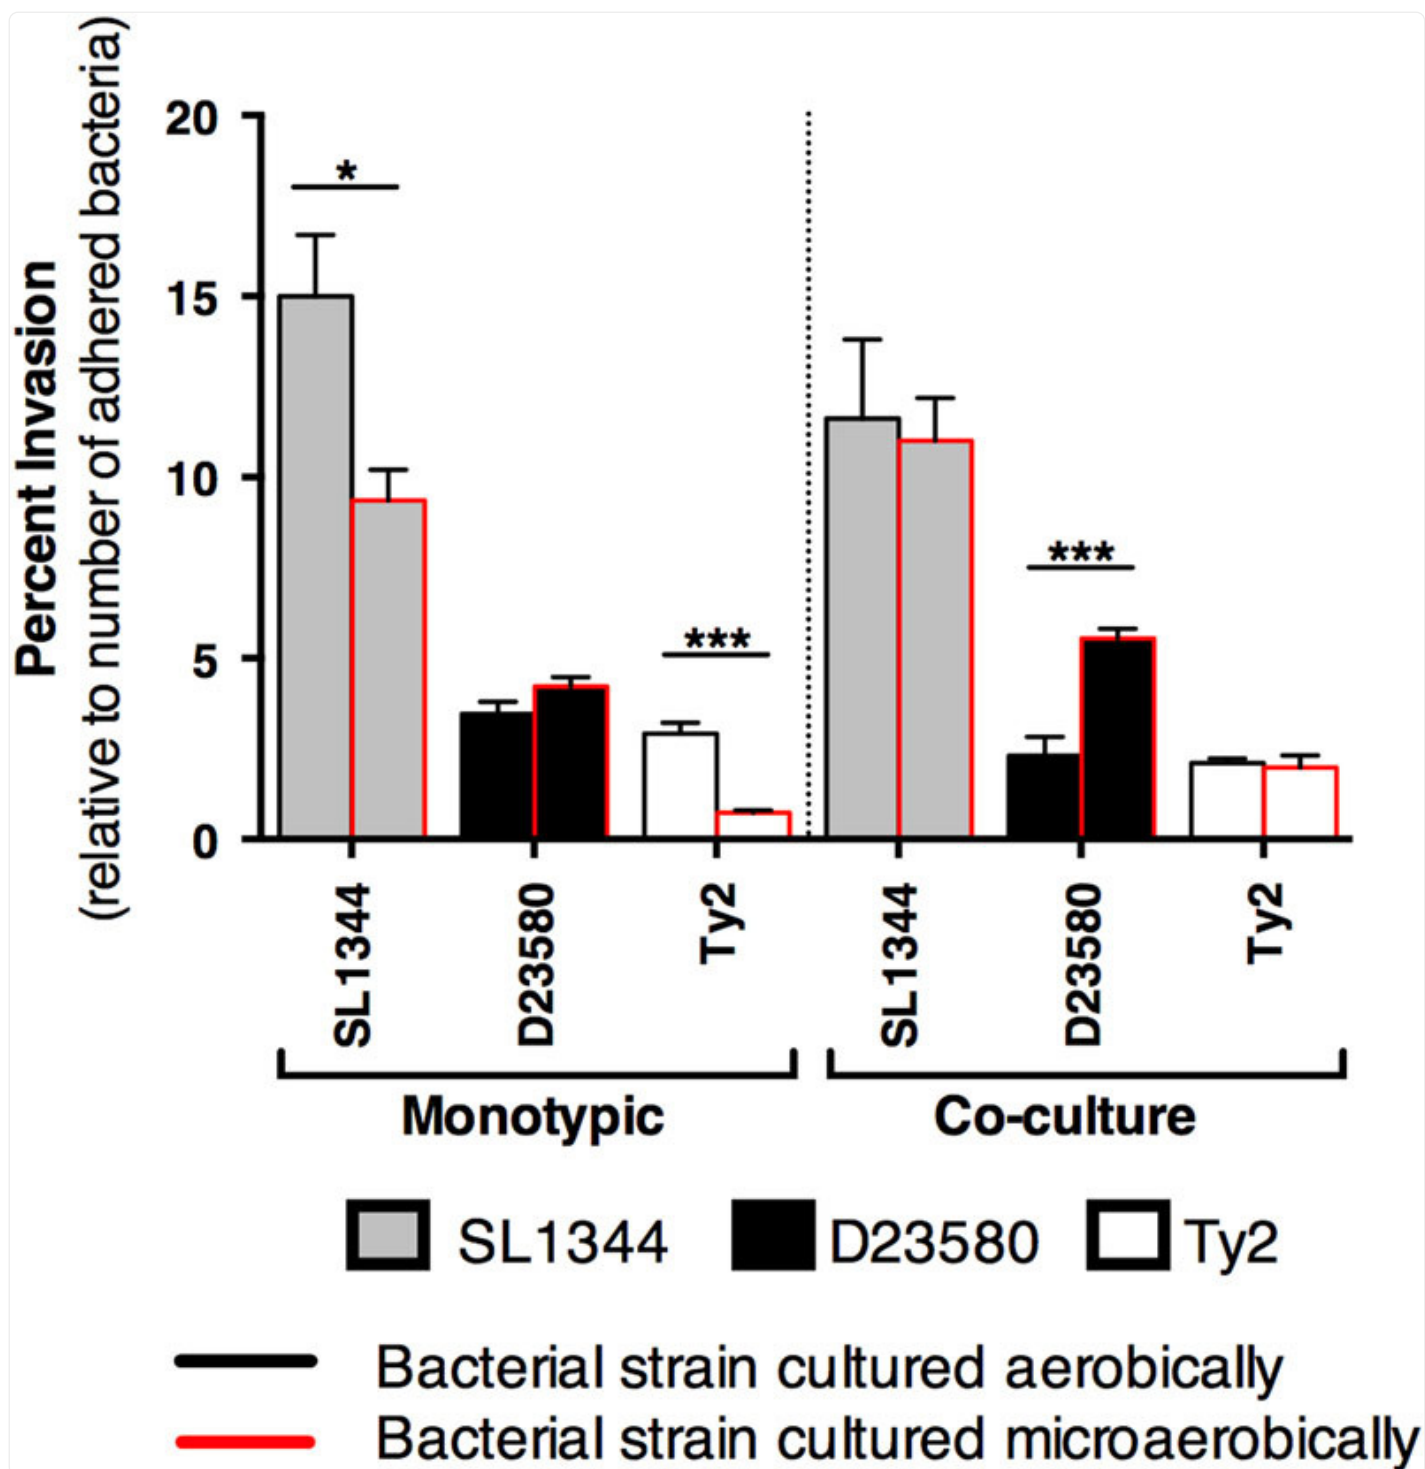 Percent Invasion
(relative to number of adhered bacteria)
20
15
10
5
0
*
***
***
SL1344
D23580
Ty2
SL1344
D23580
Ty2
Monotypic
Co-culture
SL1344 D23580 Ty2
Bacterial strain cultured aerobically
Bacterial strain cultured microaerobically